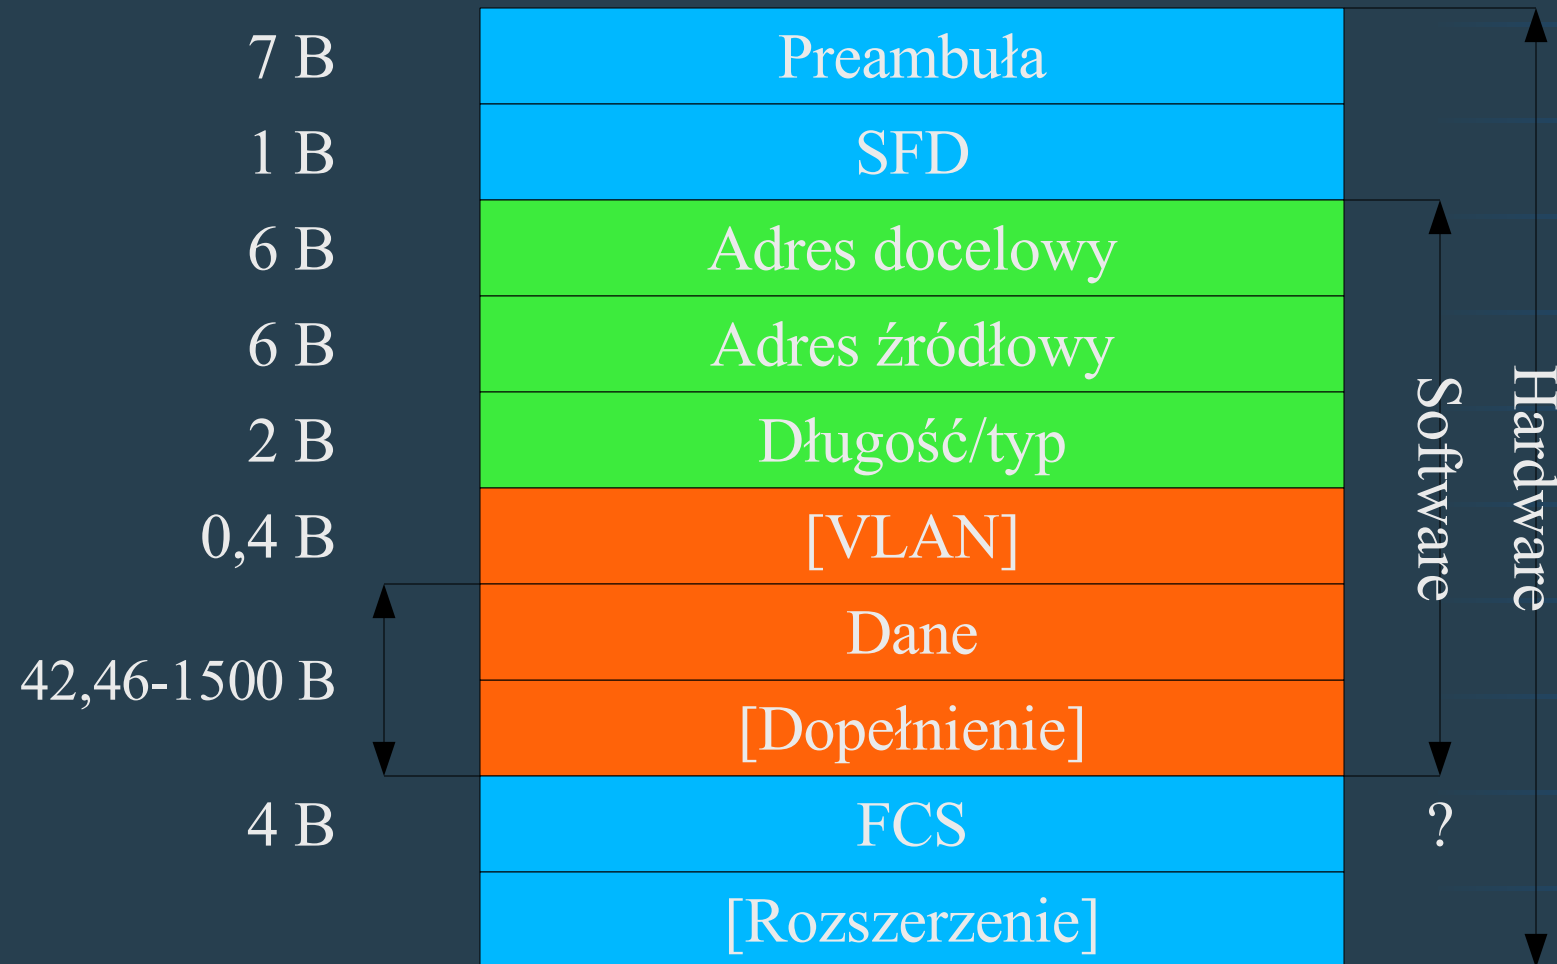 7 B Preambuła
1 B SFD
6 B Adres docelowy
6 B Adres źródłowy
2 B Długość/typ
0,4 B [VLAN]
Dane
42,46-1500 B
[Dopełnienie]
4 B FCS ?
[Rozszerzenie]
Software
Hardware